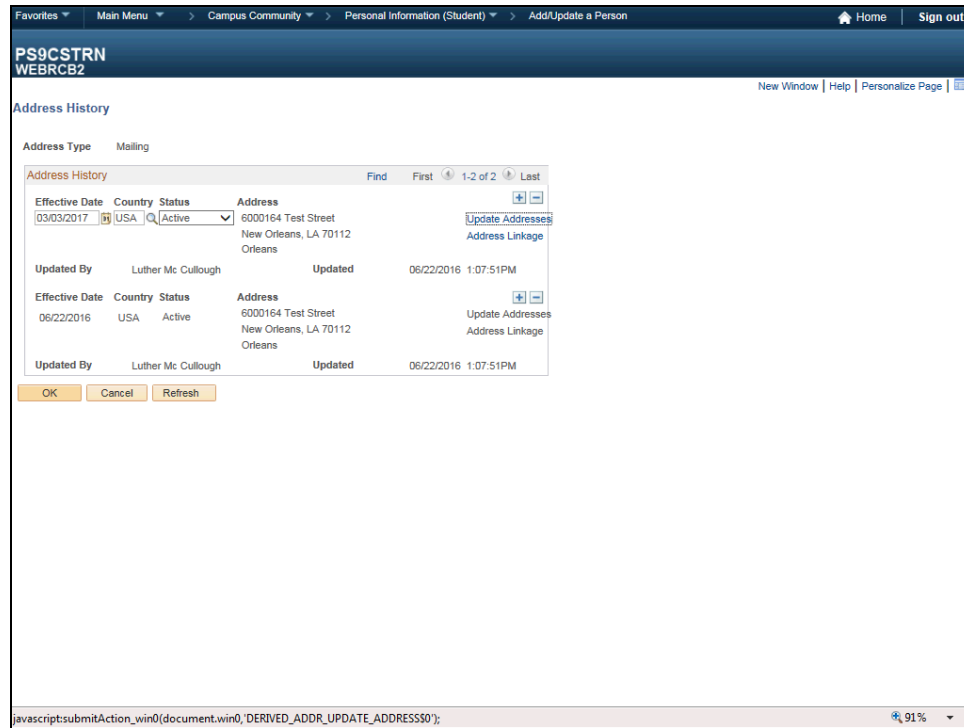 Favorites Main Menu > Campus Community > Personal Information (Student) > Add/Update a Person Home Sign out
PS9CSTRN
WEBRCB2
New Window | Help | Personalize Page |
Address History
Address Type Mailing
Address History Find First 1-2 of 2 Last
Effective Date Country Status Address
03/03/2017 USA Active 6000164 Test Street Update Addresses
New Orleans, LA 70112 Address Linkage
Orleans
Updated By Luther Mc Cullough Updated 06/22/2016 1:07:51PM
Effective Date Country Status Address
06/22/2016 USA Active 6000164 Test Street Update Addresses
New Orleans, LA 70112 Address Linkage
Orleans
Updated By Luther Mc Cullough Updated 06/22/2016 1:07:51PM
OK Cancel Refresh
javascript:submitAction_win0(document.win0,'DERIVED_ADDR_UPDATE_ADDRESS$0'); 91%